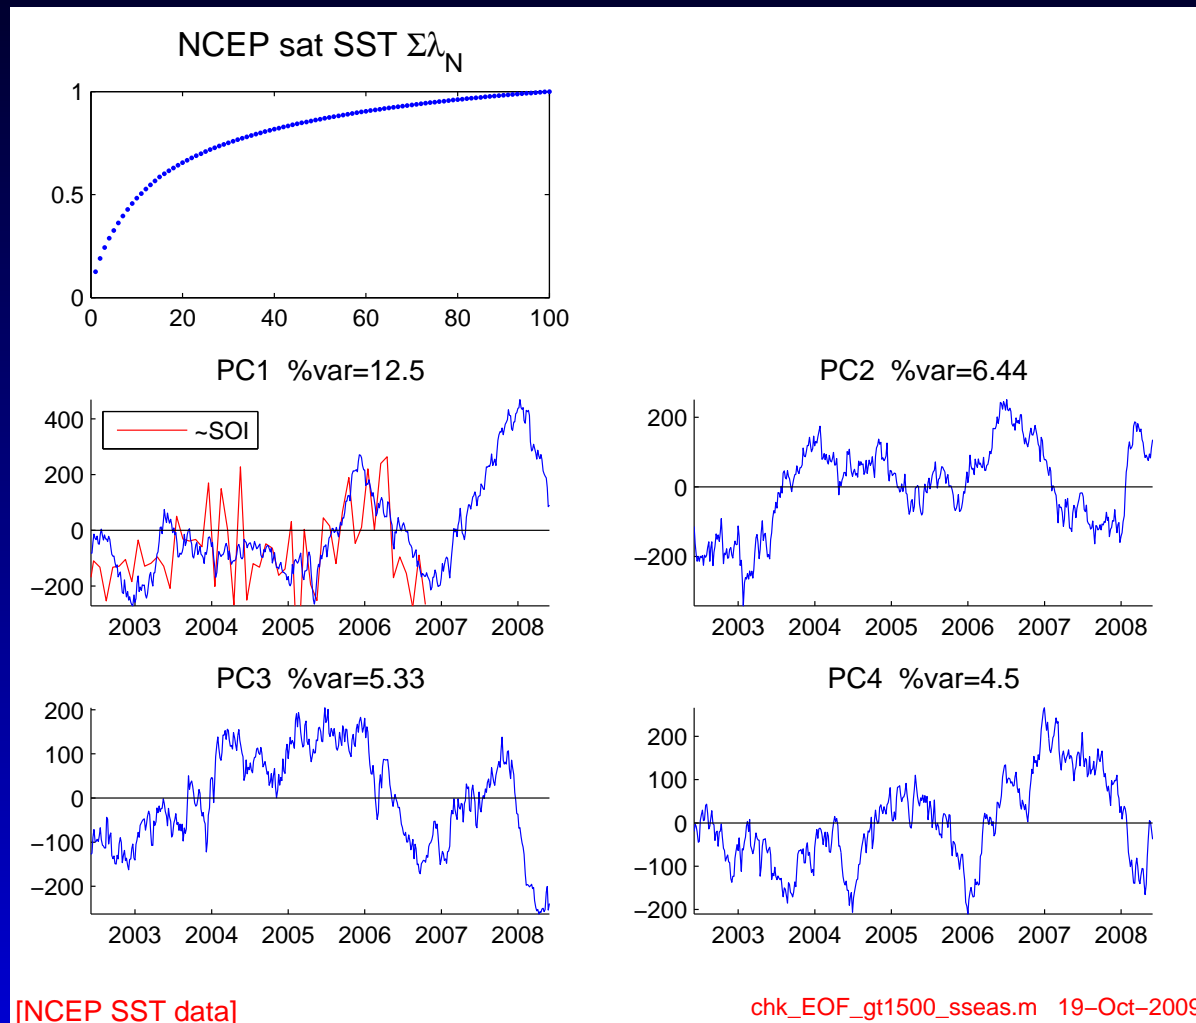 NCEP sat SST Σλ_N
1
0.5
0
0 20 40 60 80 100
PC1 %var=12.5
400
200
0
−200
~SOI
2003 2004 2005 2006 2007 2008
PC2 %var=6.44
200
0
−200
2003 2004 2005 2006 2007 2008
PC3 %var=5.33
200
100
0
−100
−200
2003 2004 2005 2006 2007 2008
PC4 %var=4.5
200
100
0
−100
−200
2003 2004 2005 2006 2007 2008
[NCEP SST data]
chk_EOF_gt1500_sseas.m 19−Oct−2009